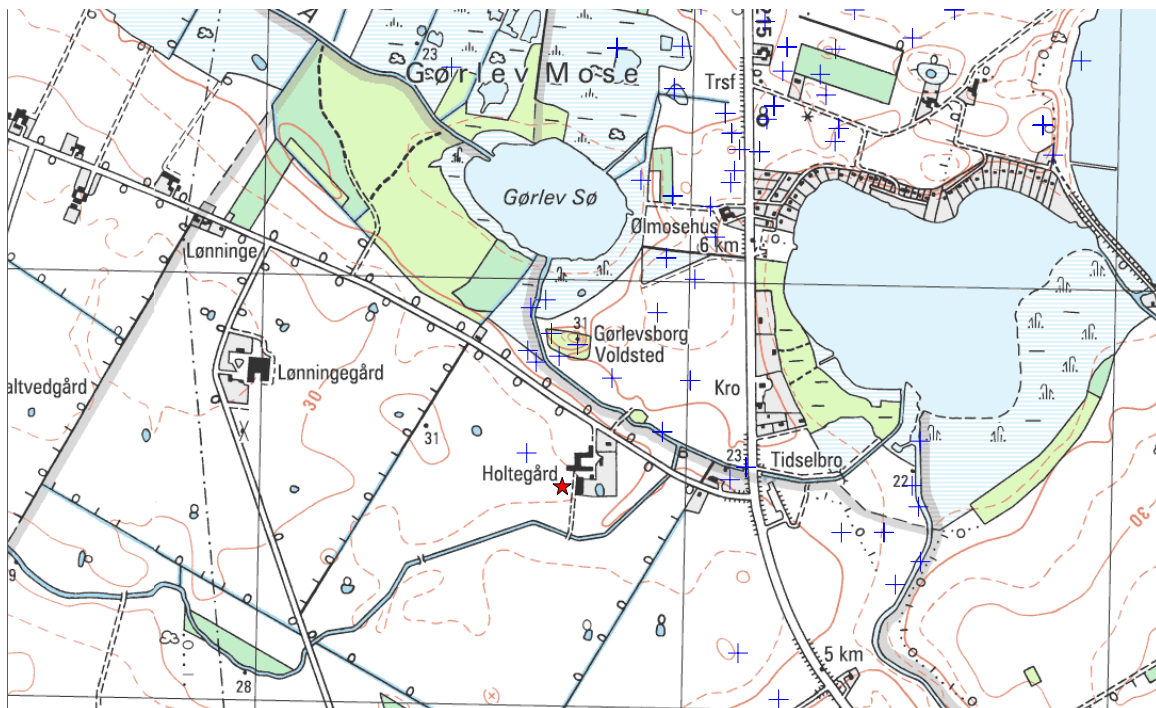 A
215
23
Gørlev Mose
Trsf
Gørlev Sø
Ølmosehus
6 km
Lønninge
31
Gørlevsborg
Voldsted
Lønningegård
altvedgård
30
Kro
31
Holtegård
23
Tidselbro
22
30
9
28
5 km